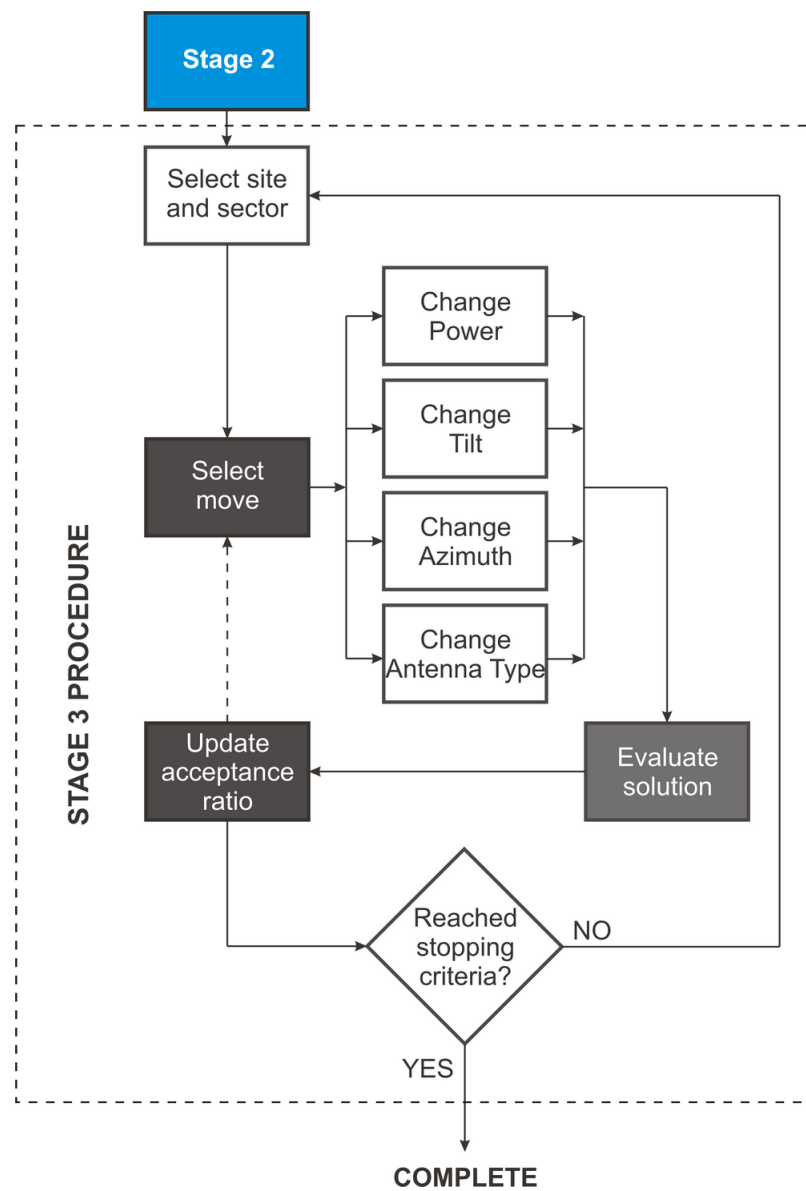 Stage 2
Select site
and sector
Change
Power
Change
Tilt
Select
move
Change
Azimuth
Change
Antenna Type
STAGE 3 PROCEDURE
Update
acceptance
ratio
Evaluate
solution
Reached
stopping
criteria?
NO
YES
COMPLETE